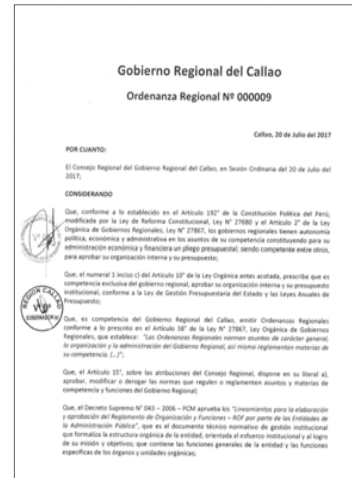 Gobierno Regional del Callao
Ordenanza Regional Nº 000009
Callao, 20 de Julio del 2017
POR CUANTO:
El Consejo Regional del Gobierno Regional del Callao, en Sesión Ordinaria del 20 de Julio del
2017;
CONSIDERANDO
Que, conforme a lo establecido en el Artículo 192° de la Constitución Política del Perú;
modificada por la Ley de Reforma Constitucional, Ley N° 27680 y el Artículo 2° de la Ley
Orgánica de Gobiernos Regionales, Ley N° 27867, los gobiernos regionales tienen autonomía
política, económica y administrativa en los asuntos de su competencia constituyendo para su
administración económica y financiera un pliego presupuestal; siendo competente entre otros,
para aprobar su organización interna y su presupuesto;
Que, el numeral 1 inciso c) del Artículo 10° de la Ley Orgánica antes acotada, prescribe que es
competencia exclusiva del gobierno regional, aprobar su organización interna y su presupuesto
institucional, conforme a la Ley de Gestión Presupuestaria del Estado y las Leyes Anuales de
Presupuesto;
REGION CALLAO
GOBERNADOR
Que, es competencia del Gobierno Regional del Callao, emitir Ordenanzas Regionales
conforme a lo prescrito en el Artículo 38° de la Ley N° 27867, Ley Orgánica de Gobiernos
Regionales, que establece: "Las Ordenanzas Regionales norman asuntos de carácter general,
la organización y la administración del Gobierno Regional, así mismo reglamentan materias de
su competencia. (...)";
Que, el Artículo 15°, sobre las atribuciones del Consejo Regional, dispone en su literal a),
aprobar, modificar o derogar las normas que regulen o reglamenten asuntos y materias de
competencia y funciones del Gobierno Regional;
Que, el Decreto Supremo N° 043 – 2006 – PCM aprueba los "Lineamientos para la elaboración
y aprobación del Reglamento de Organización y Funciones – ROF por parte de las Entidades de
la Administración Pública", que es el documento técnico normativo de gestión institucional
que formaliza la estructura orgánica de la entidad, orientada al esfuerzo institucional y al logro
de su misión y objetivos; que contiene las funciones generales de la entidad y las funciones
específicas de los órganos y unidades orgánicas;